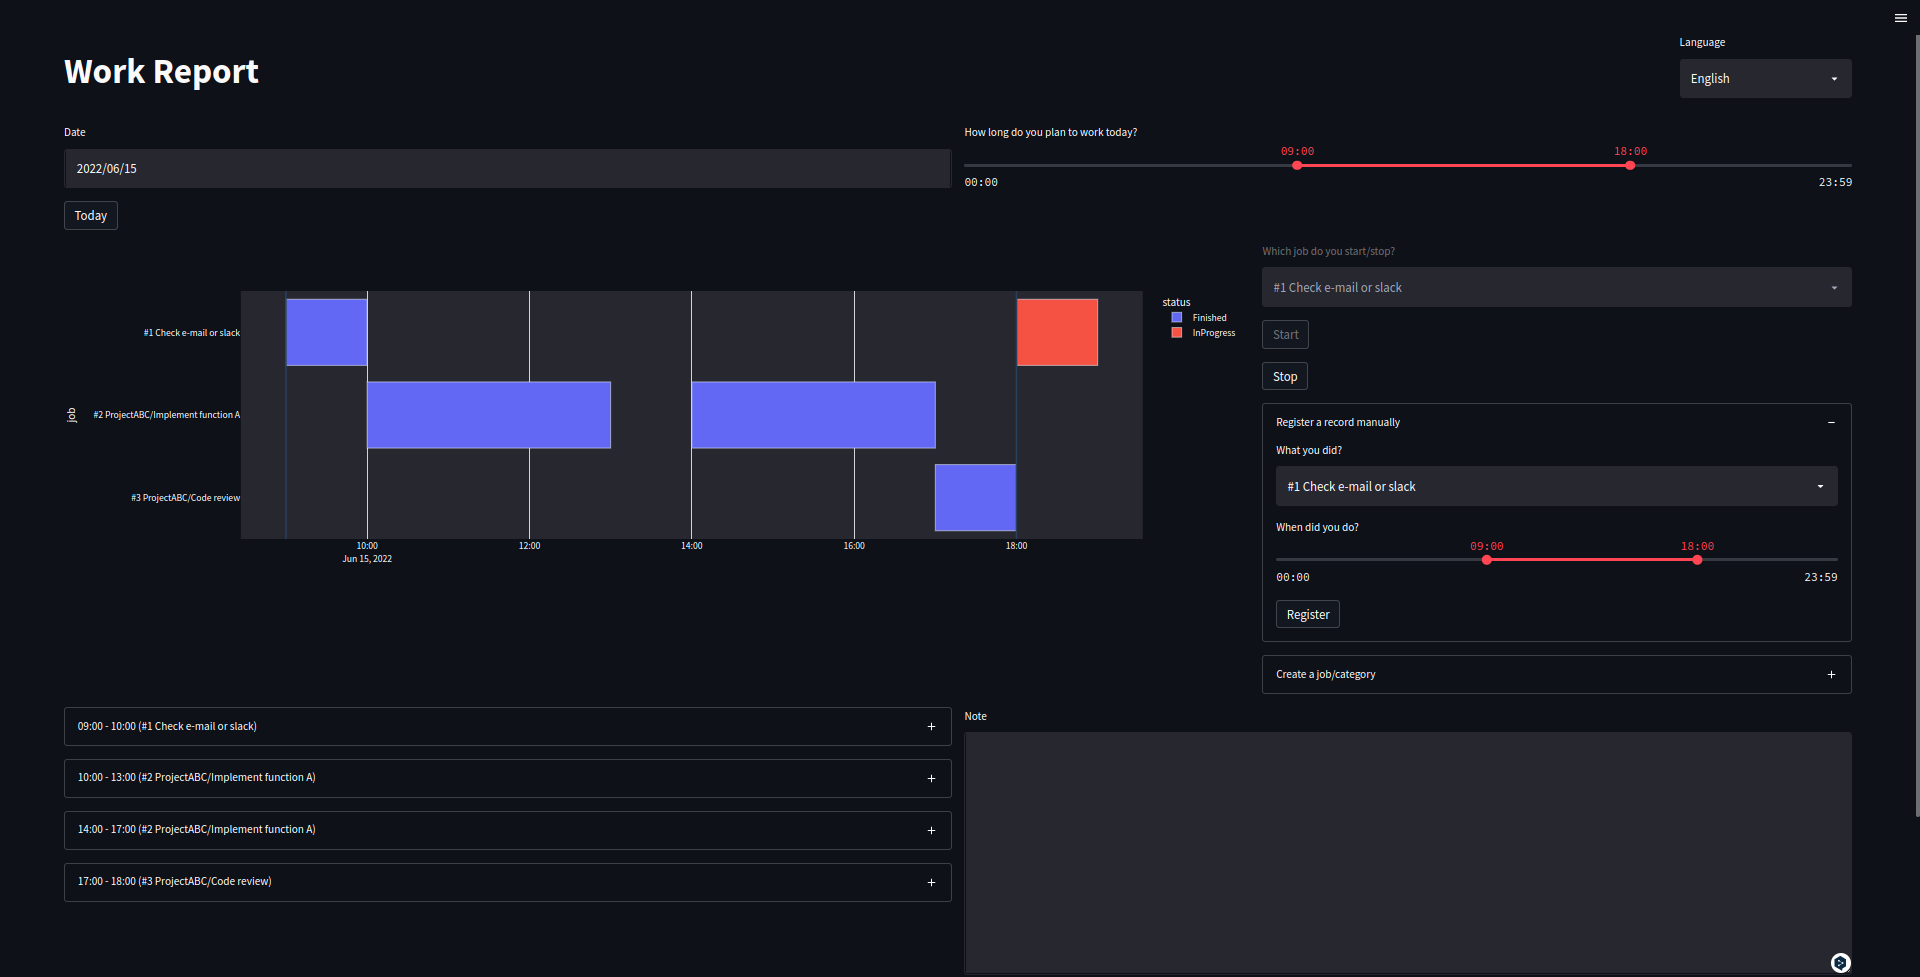 Language
Work Report
English
Date
How long do you plan to work today?
09:00 18:00
2022/06/15
00:00 23:59
Today
Which job do you start/stop?
#1 Check e-mail or slack
Start
Stop
status
Finished
InProgress
job
#1 Check e-mail or slack
#2 ProjectABC/Implement function A
#3 ProjectABC/Code review
10:00 12:00 14:00 16:00 18:00
Jun 15, 2022
Register a record manually
What you did?
#1 Check e-mail or slack
When did you do?
09:00 18:00
00:00 23:59
Register
Create a job/category
09:00 - 10:00 (#1 Check e-mail or slack)
10:00 - 13:00 (#2 ProjectABC/Implement function A)
14:00 - 17:00 (#2 ProjectABC/Implement function A)
17:00 - 18:00 (#3 ProjectABC/Code review)
Note